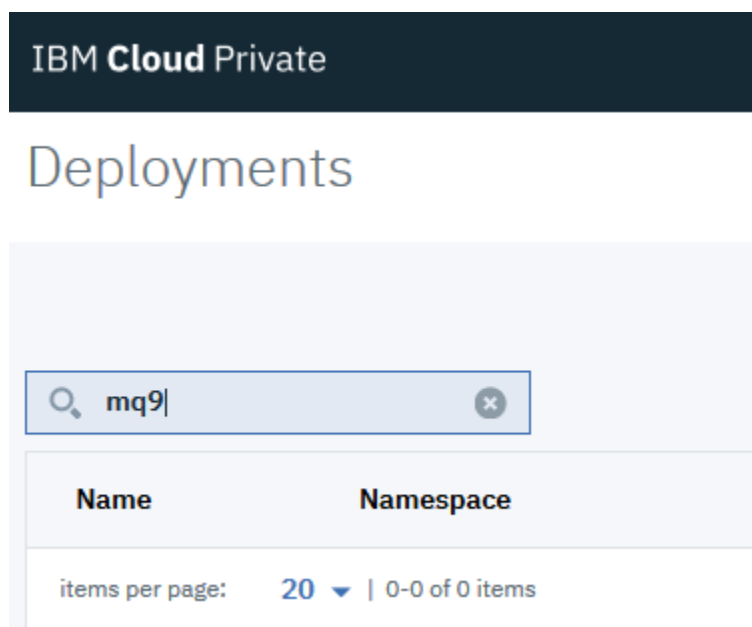 IBM Cloud Private
Deployments
mq9
Name Namespace
items per page: 20 | 0-0 of 0 items